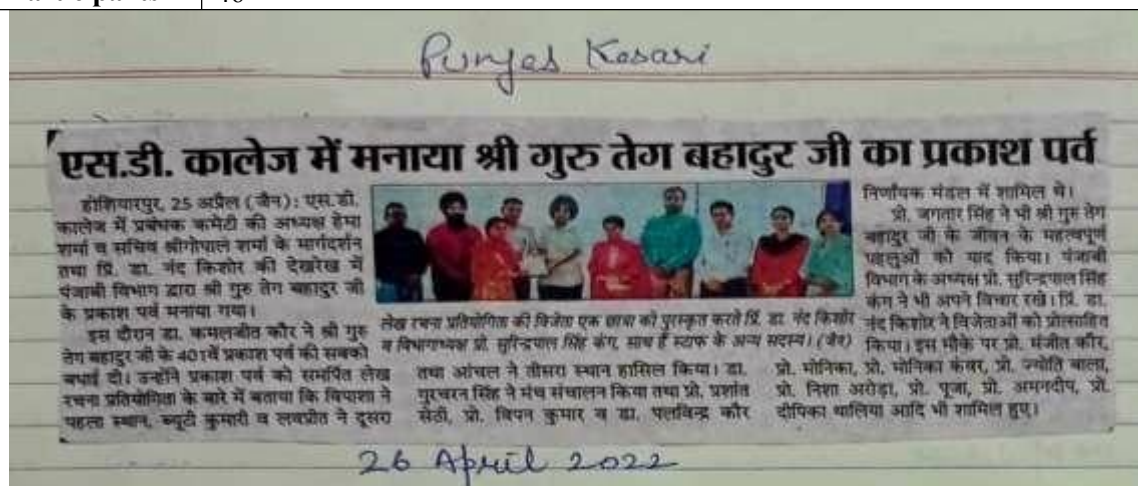 Punjab Kesari
एस.डी. कालेज में मनाया श्री गुरु तेग बहादुर जी का प्रकाश पर्व
होशियारपुर, 25 अप्रैल (जैन): एस.डी.
कालेज में प्रबंधक कमेटी की अध्यक्ष हेमा
शर्मा व सचिव श्रीगोपाल शर्मा के मार्गदर्शन
तथा प्रिं. डा. नंद किशोर की देखरेख में
पंजाबी विभाग द्वारा श्री गुरु तेग बहादुर जी
के प्रकाश पर्व मनाया गया।
इस दौरान डा. कमलजीत कौर ने श्री गुरु
तेग बहादुर जी के 401वें प्रकाश पर्व की सबको
बधाई दी। उन्होंने प्रकाश पर्व को समर्पित लेख
रचना प्रतियोगिता के बारे में बताया कि विपाशा ने
पहला स्थान, ब्यूटी कुमारी व लवप्रीत ने दूसरा
लेख रचना प्रतियोगिता की विजेता एक छात्रा को पुरस्कृत करते प्रिं. डा. नंद किशोर
व विभागाध्यक्ष प्रो. सुरिन्द्रपाल सिंह कंग, साथ हैं स्टाफ के अन्य सदस्य। (जैन)
तथा आंचल ने तीसरा स्थान हासिल किया। डा.
गुरचरन सिंह ने मंच संचालन किया तथा प्रो. प्रशांत
सेठी, प्रो. विपन कुमार व डा. पलविन्द्र कौर
निर्णायक मंडल में शामिल थे।
प्रो. जगतार सिंह ने भी श्री गुरु तेग
बहादुर जी के जीवन के महत्वपूर्ण
पहलुओं को याद किया। पंजाबी
विभाग के अध्यक्ष प्रो. सुरिन्द्रपाल सिंह
कंग ने भी अपने विचार रखे। प्रिं. डा.
नंद किशोर ने विजेताओं को प्रोत्साहित
किया। इस मौके पर प्रो. मंजीत कौर,
प्रो. मोनिका, प्रो. मोनिका कंवर, प्रो. ज्योति बाला,
प्रो. निशा अरोड़ा, प्रो. पूजा, प्रो. अमनदीप, प्रो.
दीपिका धालिया आदि भी शामिल हुए।
26 April 2022